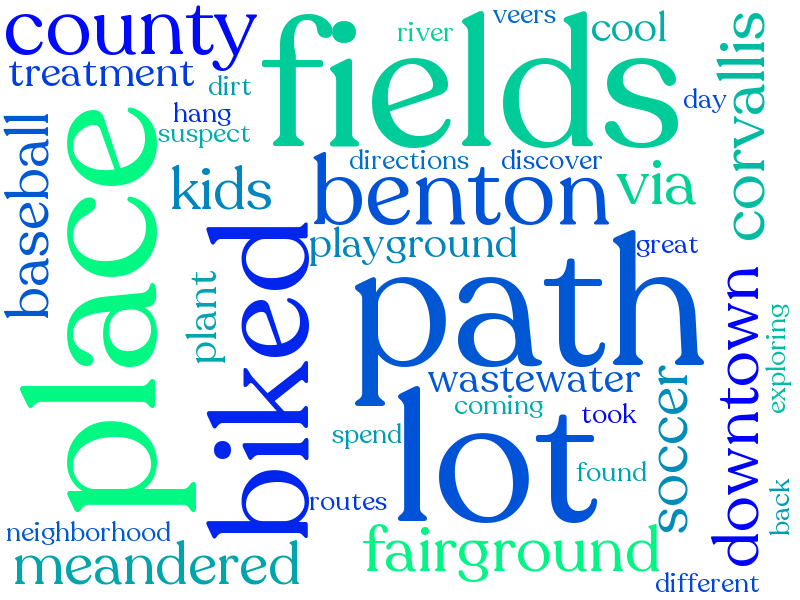 county
fields
river
veers
cool
corvallis
treatment
dirt
hang
suspect
day
baseball
place
kids
directions
discover
benton
via
playground
great
biked
plant
path
downtown
exploring
wastewater
coming
took
lot
soccer
spend
found
routes
back
neighborhood
meandered
fairground
different